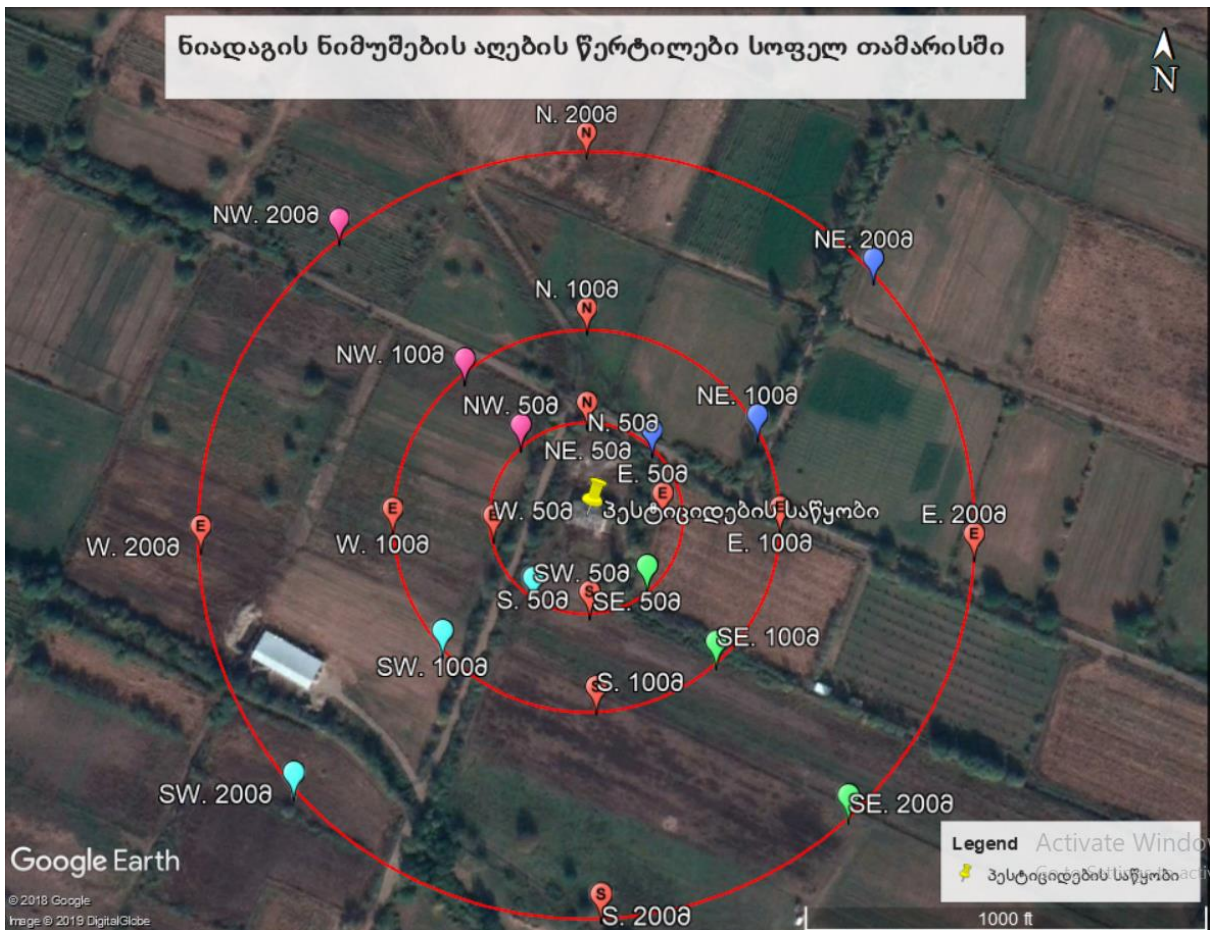 ნიადაგის ნიმუშების აღების წერტილები სოფელ თამარისში
N
N. 200მ
N
NW. 200მ
NE. 200მ
N. 100მ
N
NW. 100მ
NE. 100მ
NW. 50მ
N
N. 50მ
NE. 50მ
E. 50მ
E
W. 50მ
E
პესტიციდების საწყობი
E
E. 100მ
E. 200მ
E
W. 100მ
E
W. 200მ
E
SW. 50მ
S. 50მ
S
SE. 50მ
SE. 100მ
SW. 100მ
S. 100მ
S
SW. 200მ
SE. 200მ
S
S. 200მ
Legend
პესტიციდების საწყობი
Activate Windo
Google Earth
© 2018 Google
Image © 2019 DigitalGlobe
1000 ft